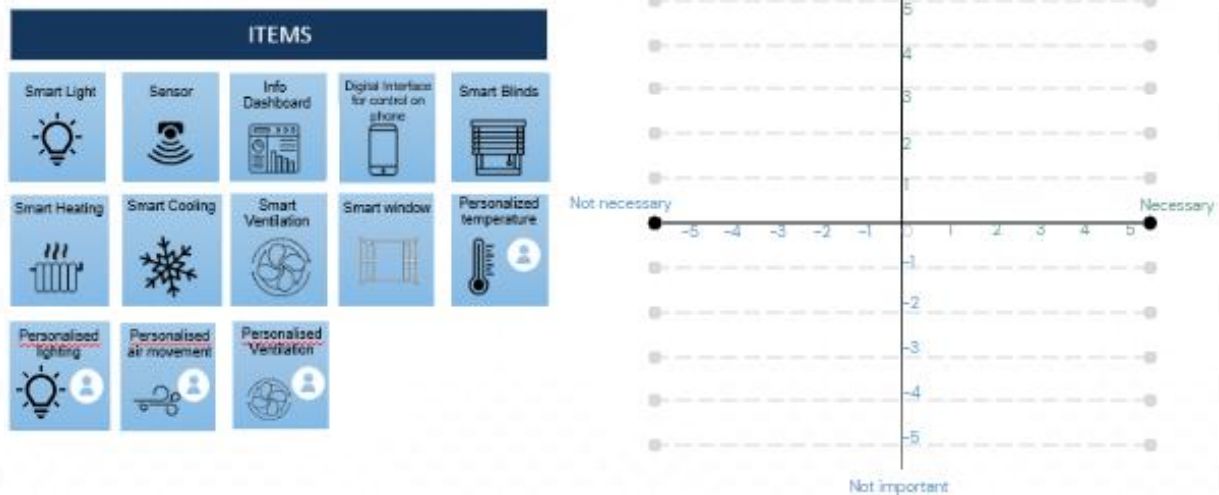 ITEMS
Smart Light
Sensor
Info
Dashboard
Digital Interface
for control on
phone
Smart Blinds
Smart Heating
Smart Cooling
Smart
Ventilation
Smart window
Personalized
temperature
Personalised
lighting
Personalised
air movement
Personalised
Ventilation
5
4
3
2
1
Not necessary
Necessary
-5 -4 -3 -2 -1 0 1 2 3 4 5
-1
-2
-3
-4
-5
Not important